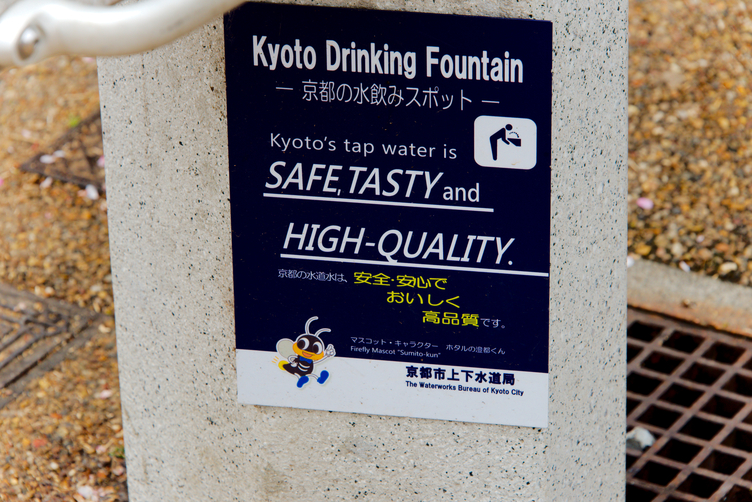 Kyoto Drinking Fountain
― 京都の水飲みスポット ―
Kyoto's tap water is
SAFE, TASTY and
HIGH-QUALITY.
京都の水道水は、安全・安心で
おいしく
高品質です。
マスコット・キャラクター ホタルの澄都くん
Firefly Mascot "Sumito-kun"
京都市上下水道局
The Waterworks Bureau of Kyoto City